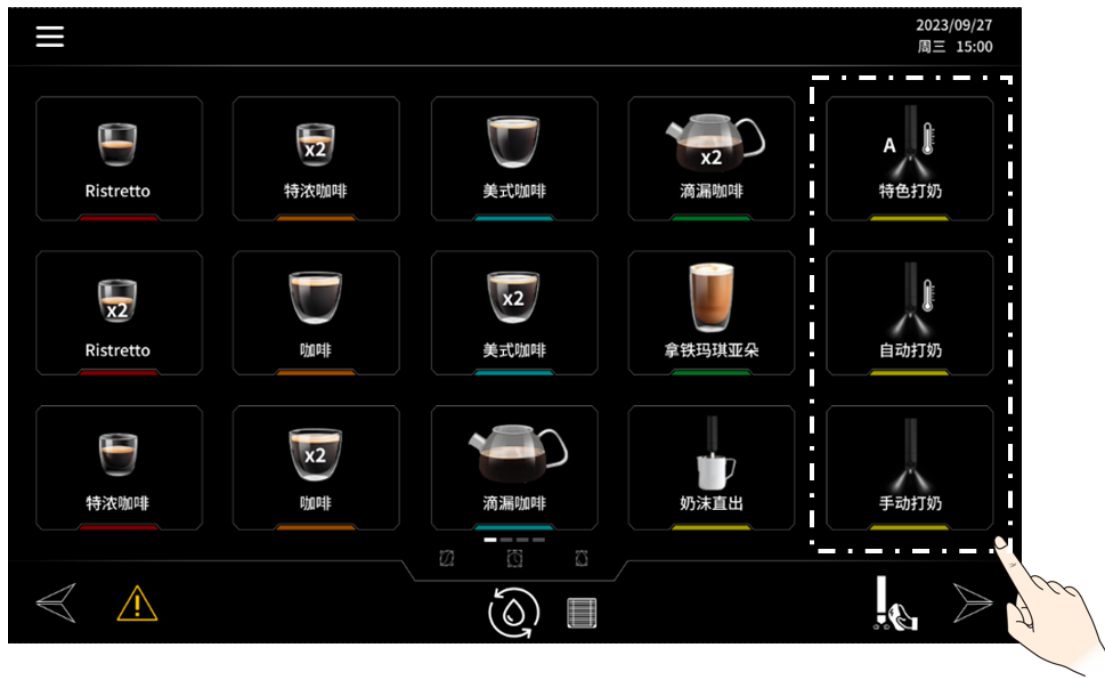 2023/09/27
周三 15:00
Ristretto
x2
特浓咖啡
美式咖啡
x2
滴漏咖啡
A
特色打奶
x2
Ristretto
咖啡
x2
美式咖啡
拿铁玛琪亚朵
自动打奶
特浓咖啡
x2
咖啡
滴漏咖啡
奶沫直出
手动打奶